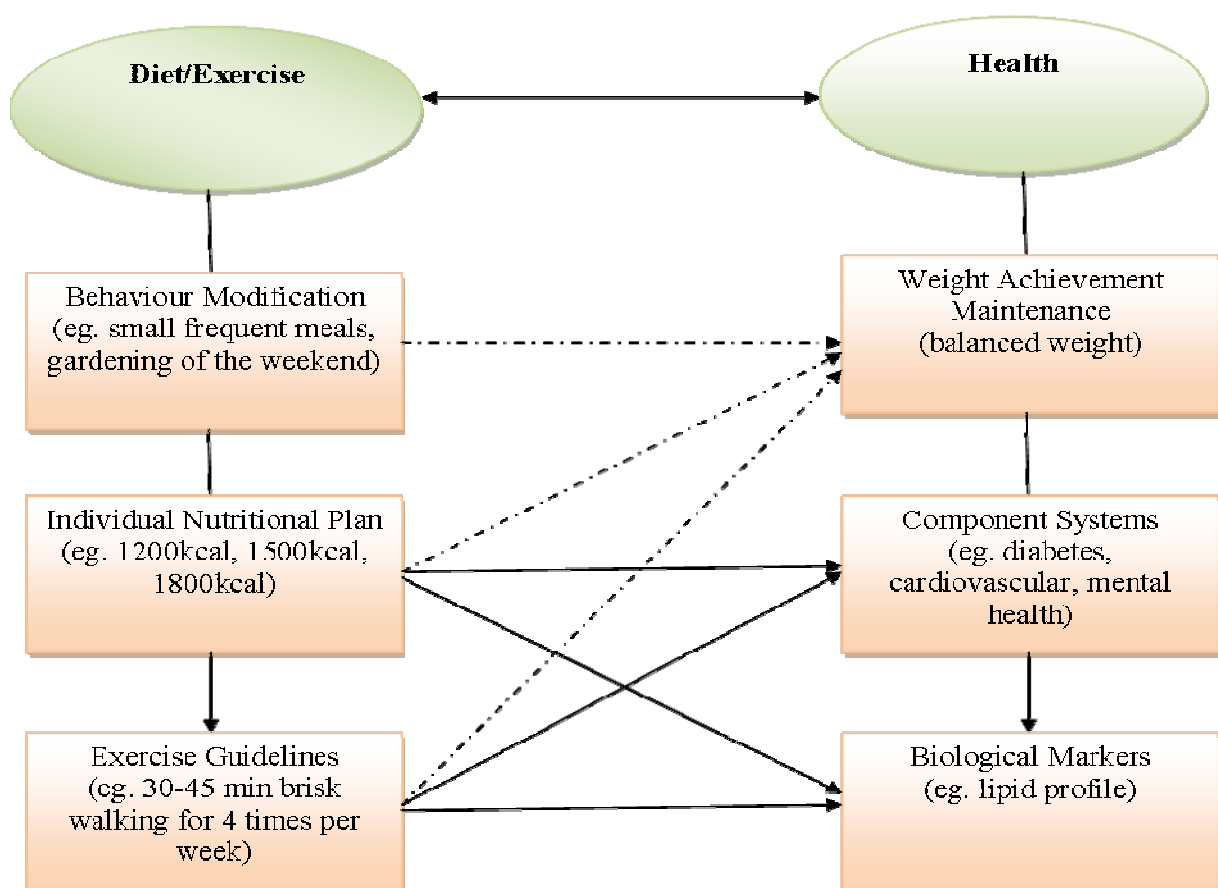 Diet/Exercise
Health
Behaviour Modification
(eg. small frequent meals,
gardening of the weekend)
Weight Achievement
Maintenance
(balanced weight)
Individual Nutritional Plan
(eg. 1200kcal, 1500kcal,
1800kcal)
Component Systems
(eg. diabetes,
cardiovascular, mental
health)
Exercise Guidelines
(eg. 30-45 min brisk
walking for 4 times per
week)
Biological Markers
(eg. lipid profile)